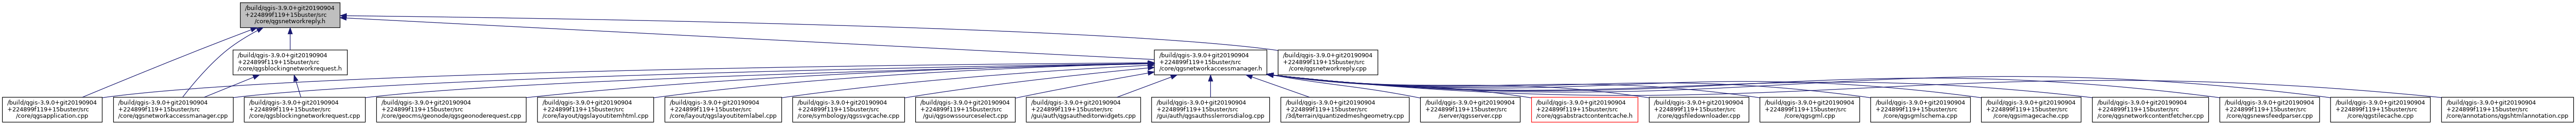 /build/qgis-3.9.0+git20190904
+224899f119+15buster/src
/core/qgsnetworkreply.h
/build/qgis-3.9.0+git20190904
+224899f119+15buster/src
/core/qgsblockingnetworkrequest.h
/build/qgis-3.9.0+git20190904
+224899f119+15buster/src
/core/qgsnetworkaccessmanager.h
/build/qgis-3.9.0+git20190904
+224899f119+15buster/src
/core/qgsnetworkreply.cpp
/build/qgis-3.9.0+git20190904
+224899f119+15buster/src
/core/qgsapplication.cpp
/build/qgis-3.9.0+git20190904
+224899f119+15buster/src
/core/qgsnetworkaccessmanager.cpp
/build/qgis-3.9.0+git20190904
+224899f119+15buster/src
/core/qgsblockingnetworkrequest.cpp
/build/qgis-3.9.0+git20190904
+224899f119+15buster/src
/core/geocms/geonode/qgsgeonoderequest.cpp
/build/qgis-3.9.0+git20190904
+224899f119+15buster/src
/core/layout/qgslayoutitemhtml.cpp
/build/qgis-3.9.0+git20190904
+224899f119+15buster/src
/core/layout/qgslayoutitemlabel.cpp
/build/qgis-3.9.0+git20190904
+224899f119+15buster/src
/core/symbology/qgssvgcache.cpp
/build/qgis-3.9.0+git20190904
+224899f119+15buster/src
/gui/qgsowssourceselect.cpp
/build/qgis-3.9.0+git20190904
+224899f119+15buster/src
/gui/auth/qgsautheditorwidgets.cpp
/build/qgis-3.9.0+git20190904
+224899f119+15buster/src
/gui/auth/qgsauthsslerrorsdialog.cpp
/build/qgis-3.9.0+git20190904
+224899f119+15buster/src
/3d/terrain/quantizedmeshgeometry.cpp
/build/qgis-3.9.0+git20190904
+224899f119+15buster/src
/server/qgsserver.cpp
/build/qgis-3.9.0+git20190904
+224899f119+15buster/src
/core/qgsabstractcontentcache.h
/build/qgis-3.9.0+git20190904
+224899f119+15buster/src
/core/qgsfiledownloader.cpp
/build/qgis-3.9.0+git20190904
+224899f119+15buster/src
/core/qgsgml.cpp
/build/qgis-3.9.0+git20190904
+224899f119+15buster/src
/core/qgsgmlschema.cpp
/build/qgis-3.9.0+git20190904
+224899f119+15buster/src
/core/qgsimagecache.cpp
/build/qgis-3.9.0+git20190904
+224899f119+15buster/src
/core/qgsnetworkcontentfetcher.cpp
/build/qgis-3.9.0+git20190904
+224899f119+15buster/src
/core/qgsnewsfeedparser.cpp
/build/qgis-3.9.0+git20190904
+224899f119+15buster/src
/core/qgstilecache.cpp
/build/qgis-3.9.0+git20190904
+224899f119+15buster/src
/core/annotations/qgshtmlannotation.cpp